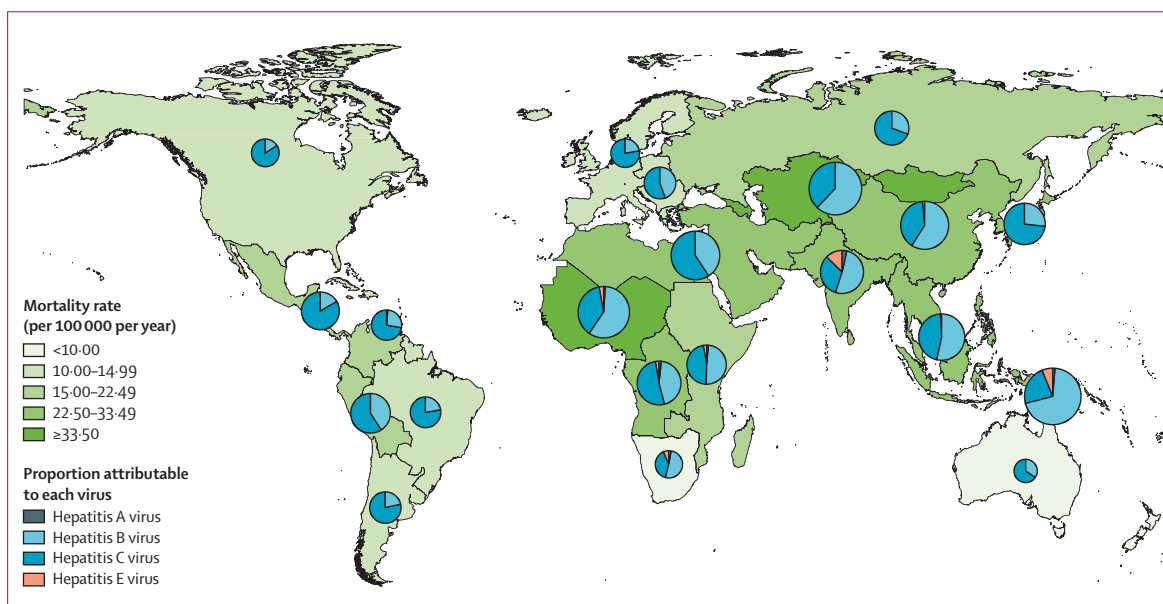 Mortality rate
(per 100 000 per year)
<10·00
10·00–14·99
15·00–22·49
22·50–33·49
≥33·50
Proportion attributable
to each virus
Hepatitis A virus
Hepatitis B virus
Hepatitis C virus
Hepatitis E virus